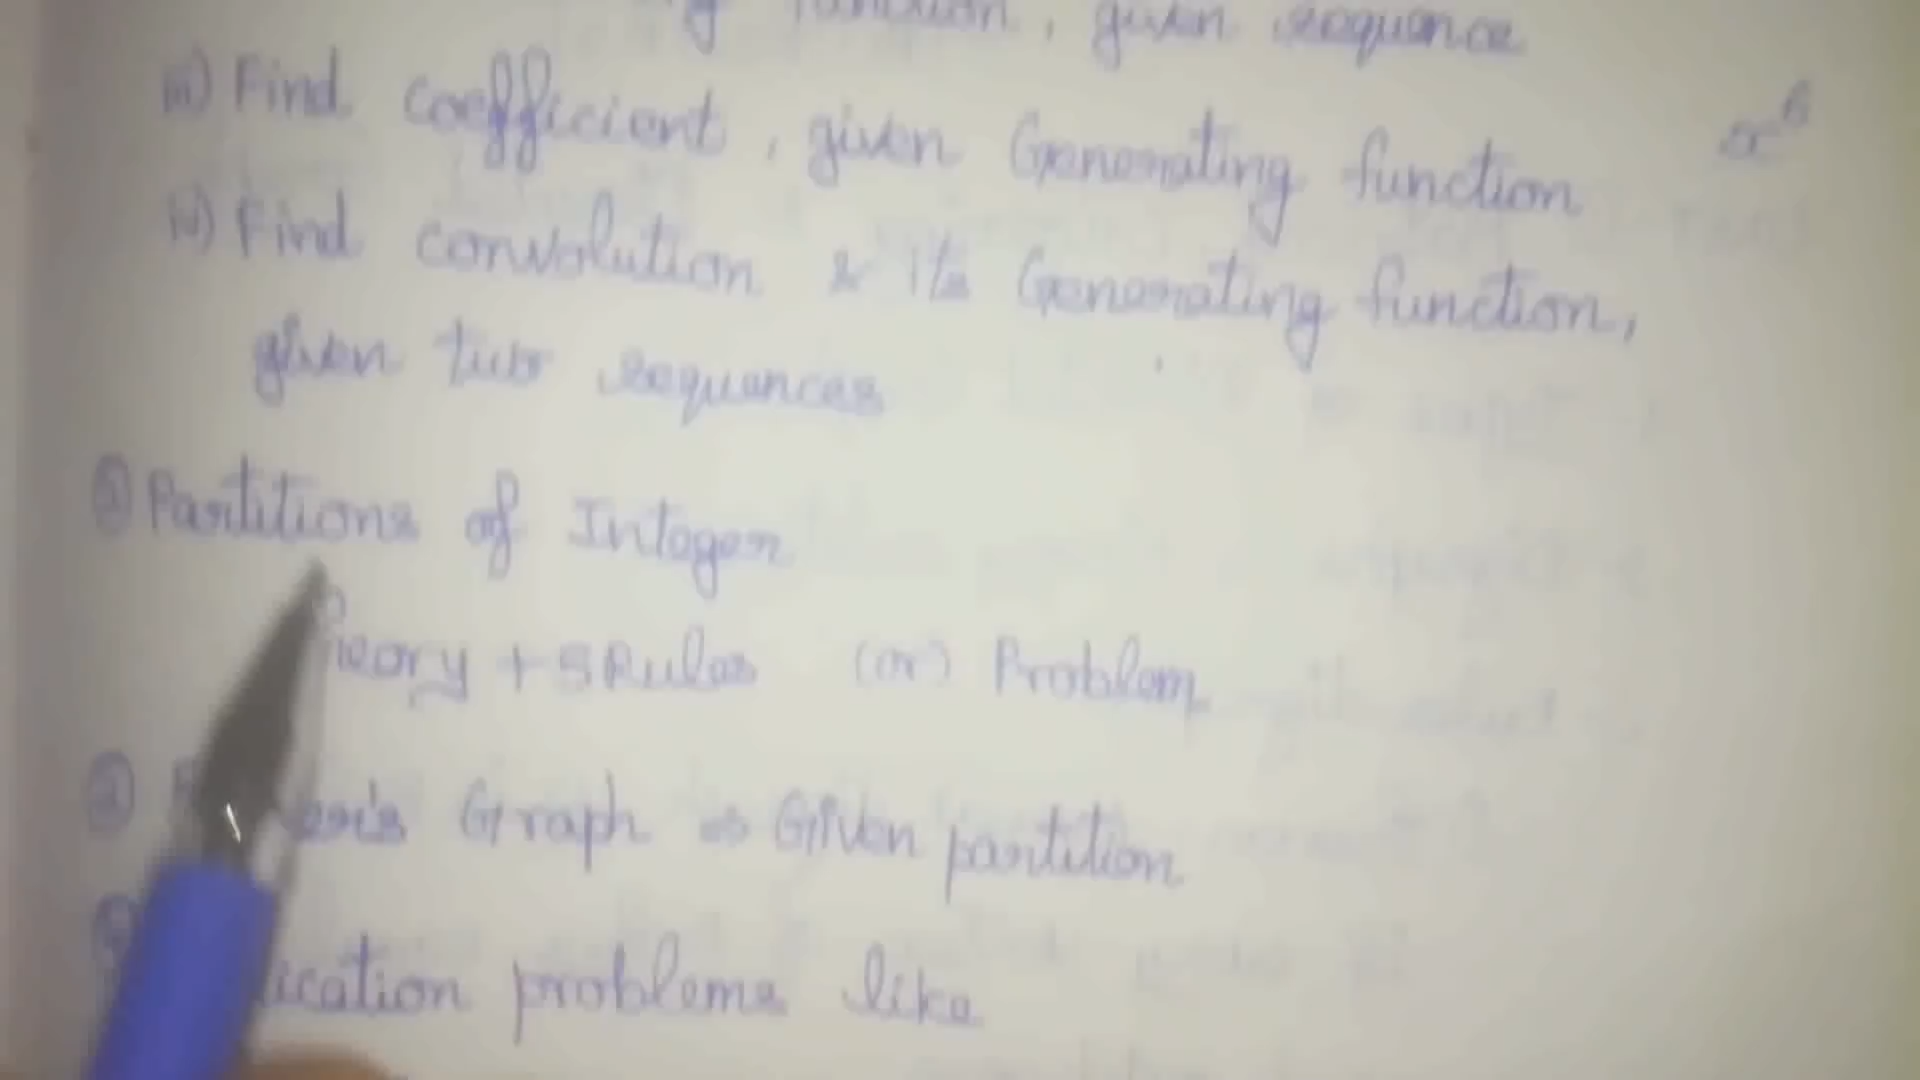 function, given sequence
iii) Find coefficient, given Generating function x^6
iv) Find convolution & its Generating function,
given two sequences
Partitions of Integer
Theory + 5 Rules (or) Problem
Graph ⇒ Given partition
problems like